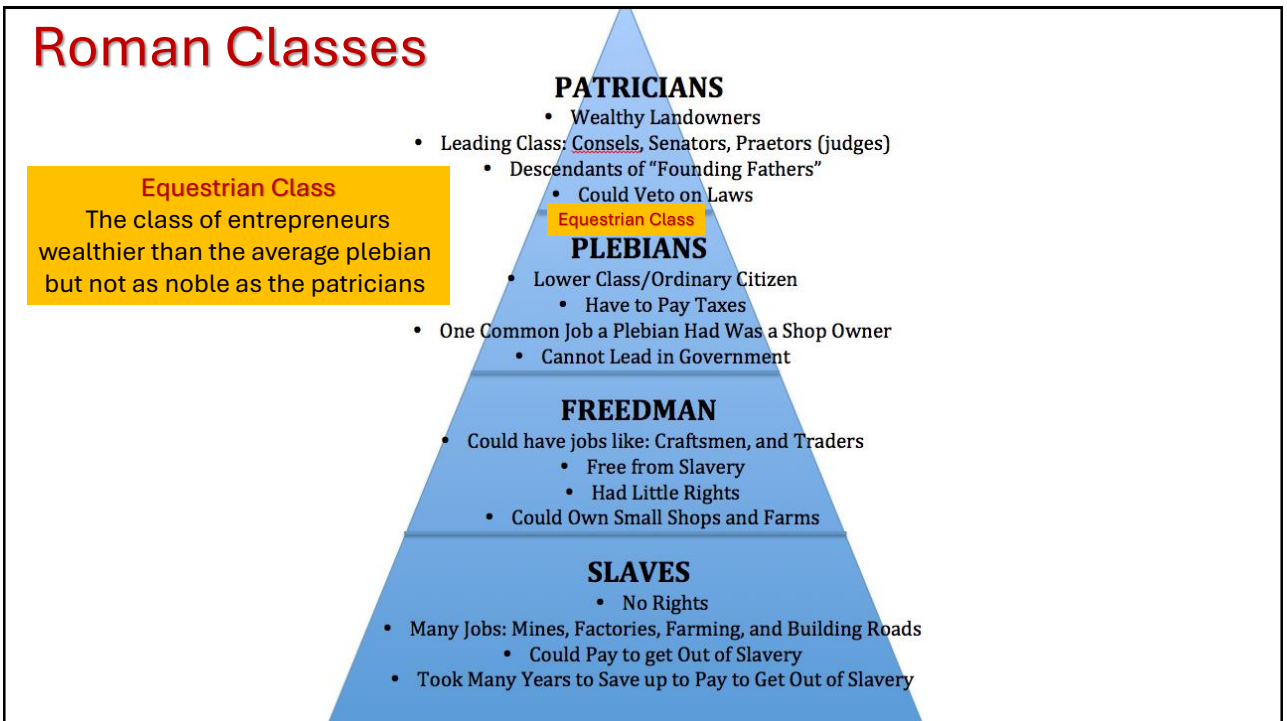 Roman Classes
PATRICIANS
• Wealthy Landowners
• Leading Class: Consels, Senators, Praetors (judges)
• Descendants of “Founding Fathers”
• Could Veto on Laws
Equestrian Class
The class of entrepreneurs
wealthier than the average plebian
but not as noble as the patricians
Equestrian Class
PLEBIANS
• Lower Class/Ordinary Citizen
• Have to Pay Taxes
• One Common Job a Plebian Had Was a Shop Owner
• Cannot Lead in Government
FREEDMAN
• Could have jobs like: Craftsmen, and Traders
• Free from Slavery
• Had Little Rights
• Could Own Small Shops and Farms
SLAVES
• No Rights
• Many Jobs: Mines, Factories, Farming, and Building Roads
• Could Pay to get Out of Slavery
• Took Many Years to Save up to Pay to Get Out of Slavery